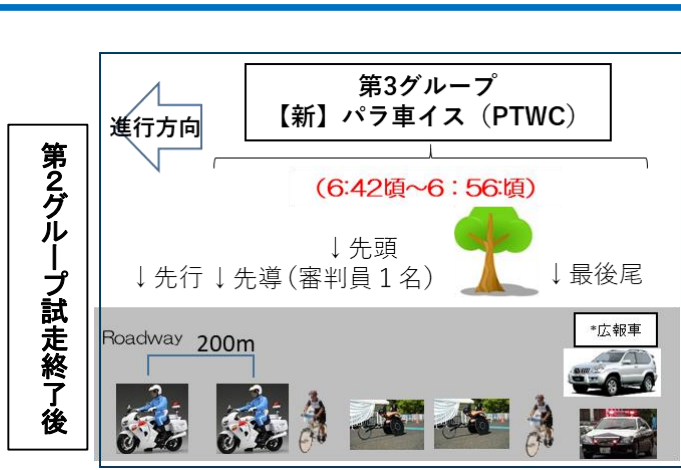 第2グループ試走終了後
進行方向
第3グループ
【新】パラ車イス（PTWC）
（6:42頃～6：56:頃）
↓先頭
↓先行↓先導（審判員１名）
↓最後尾
Roadway
200m
*広報車